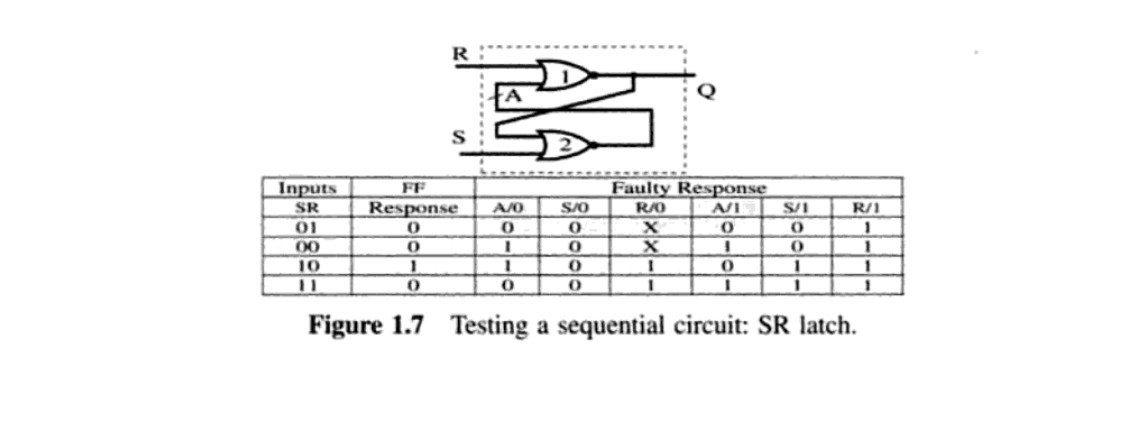 R
1
A
Q
S
2
Inputs FF Faulty Response
SR Response A/0 S/0 R/0 A/1 S/1 R/1
01 0 0 0 X 0 0 1
00 0 1 0 X 1 0 1
10 1 1 0 1 0 1 1
11 0 0 0 1 1 1 1
Figure 1.7 Testing a sequential circuit: SR latch.